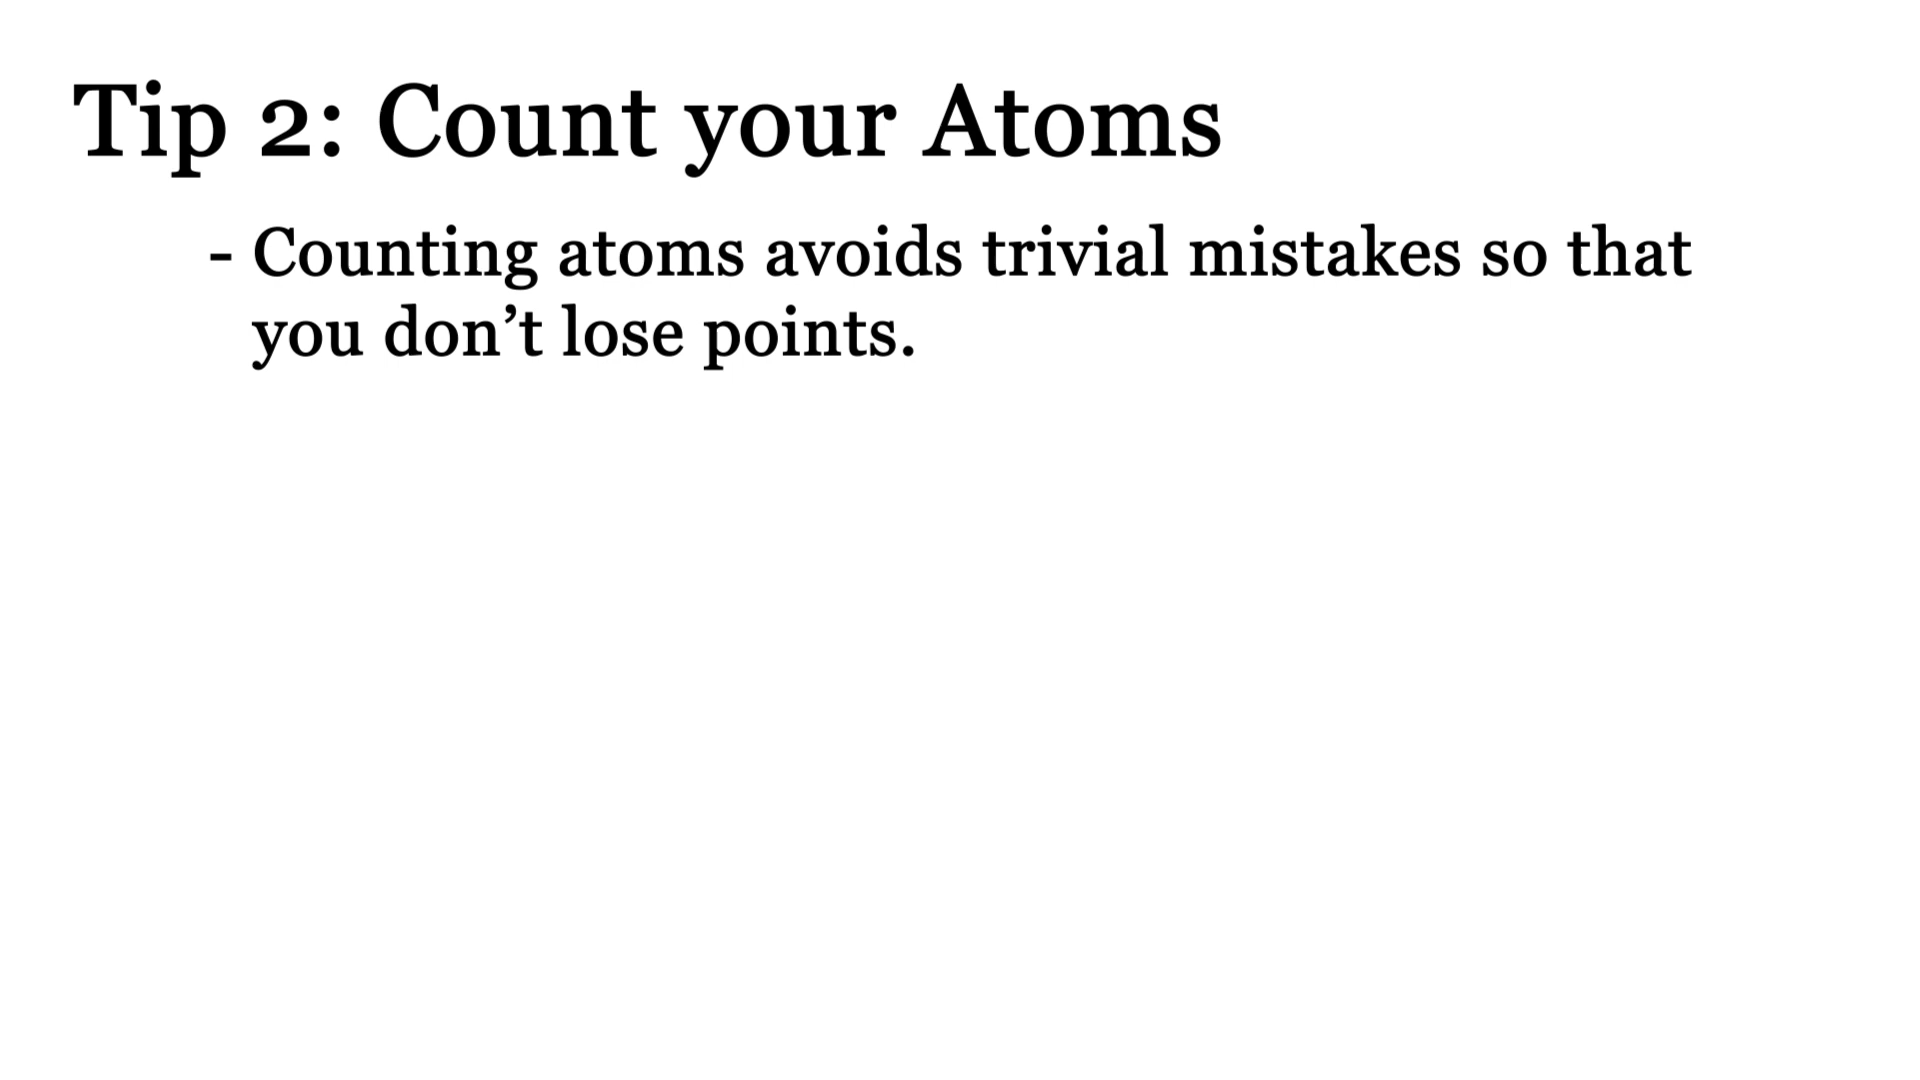 Tip 2: Count your Atoms
- Counting atoms avoids trivial mistakes so that
you don’t lose points.